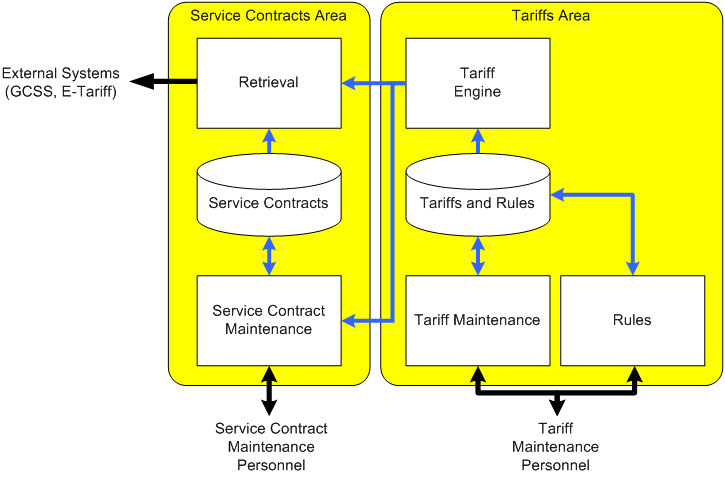 Service Contracts Area
Tariffs Area
External Systems
(GCSS, E-Tariff)
Retrieval
Tariff
Engine
Service Contracts
Tariffs and Rules
Service Contract
Maintenance
Tariff Maintenance
Rules
Service Contract
Maintenance
Personnel
Tariff
Maintenance
Personnel